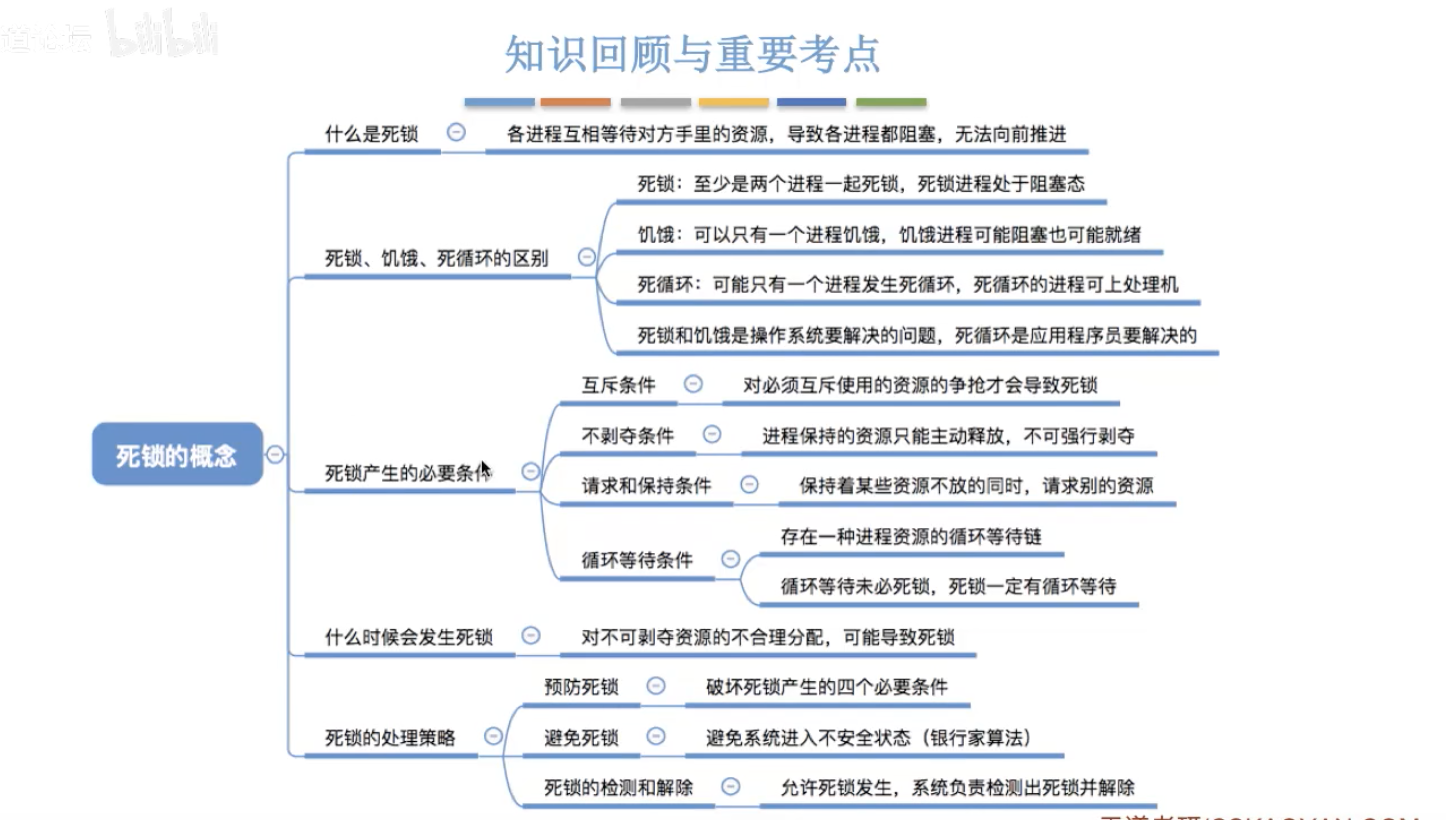 道论坛 bilibili
知识回顾与重要考点
什么是死锁
各进程互相等待对方手里的资源，导致各进程都阻塞，无法向前推进
死锁、饥饿、死循环的区别
死锁：至少是两个进程一起死锁，死锁进程处于阻塞态
饥饿：可以只有一个进程饥饿，饥饿进程可能阻塞也可能就绪
死循环：可能只有一个进程发生死循环，死循环的进程可上处理机
死锁和饥饿是操作系统要解决的问题，死循环是应用程序员要解决的
死锁的概念
死锁产生的必要条件
互斥条件
对必须互斥使用的资源的争抢才会导致死锁
不剥夺条件
进程保持的资源只能主动释放，不可强行剥夺
请求和保持条件
保持着某些资源不放的同时，请求别的资源
循环等待条件
存在一种进程资源的循环等待链
循环等待未必死锁，死锁一定有循环等待
什么时候会发生死锁
对不可剥夺资源的不合理分配，可能导致死锁
死锁的处理策略
预防死锁
破坏死锁产生的四个必要条件
避免死锁
避免系统进入不安全状态（银行家算法）
死锁的检测和解除
允许死锁发生，系统负责检测出死锁并解除